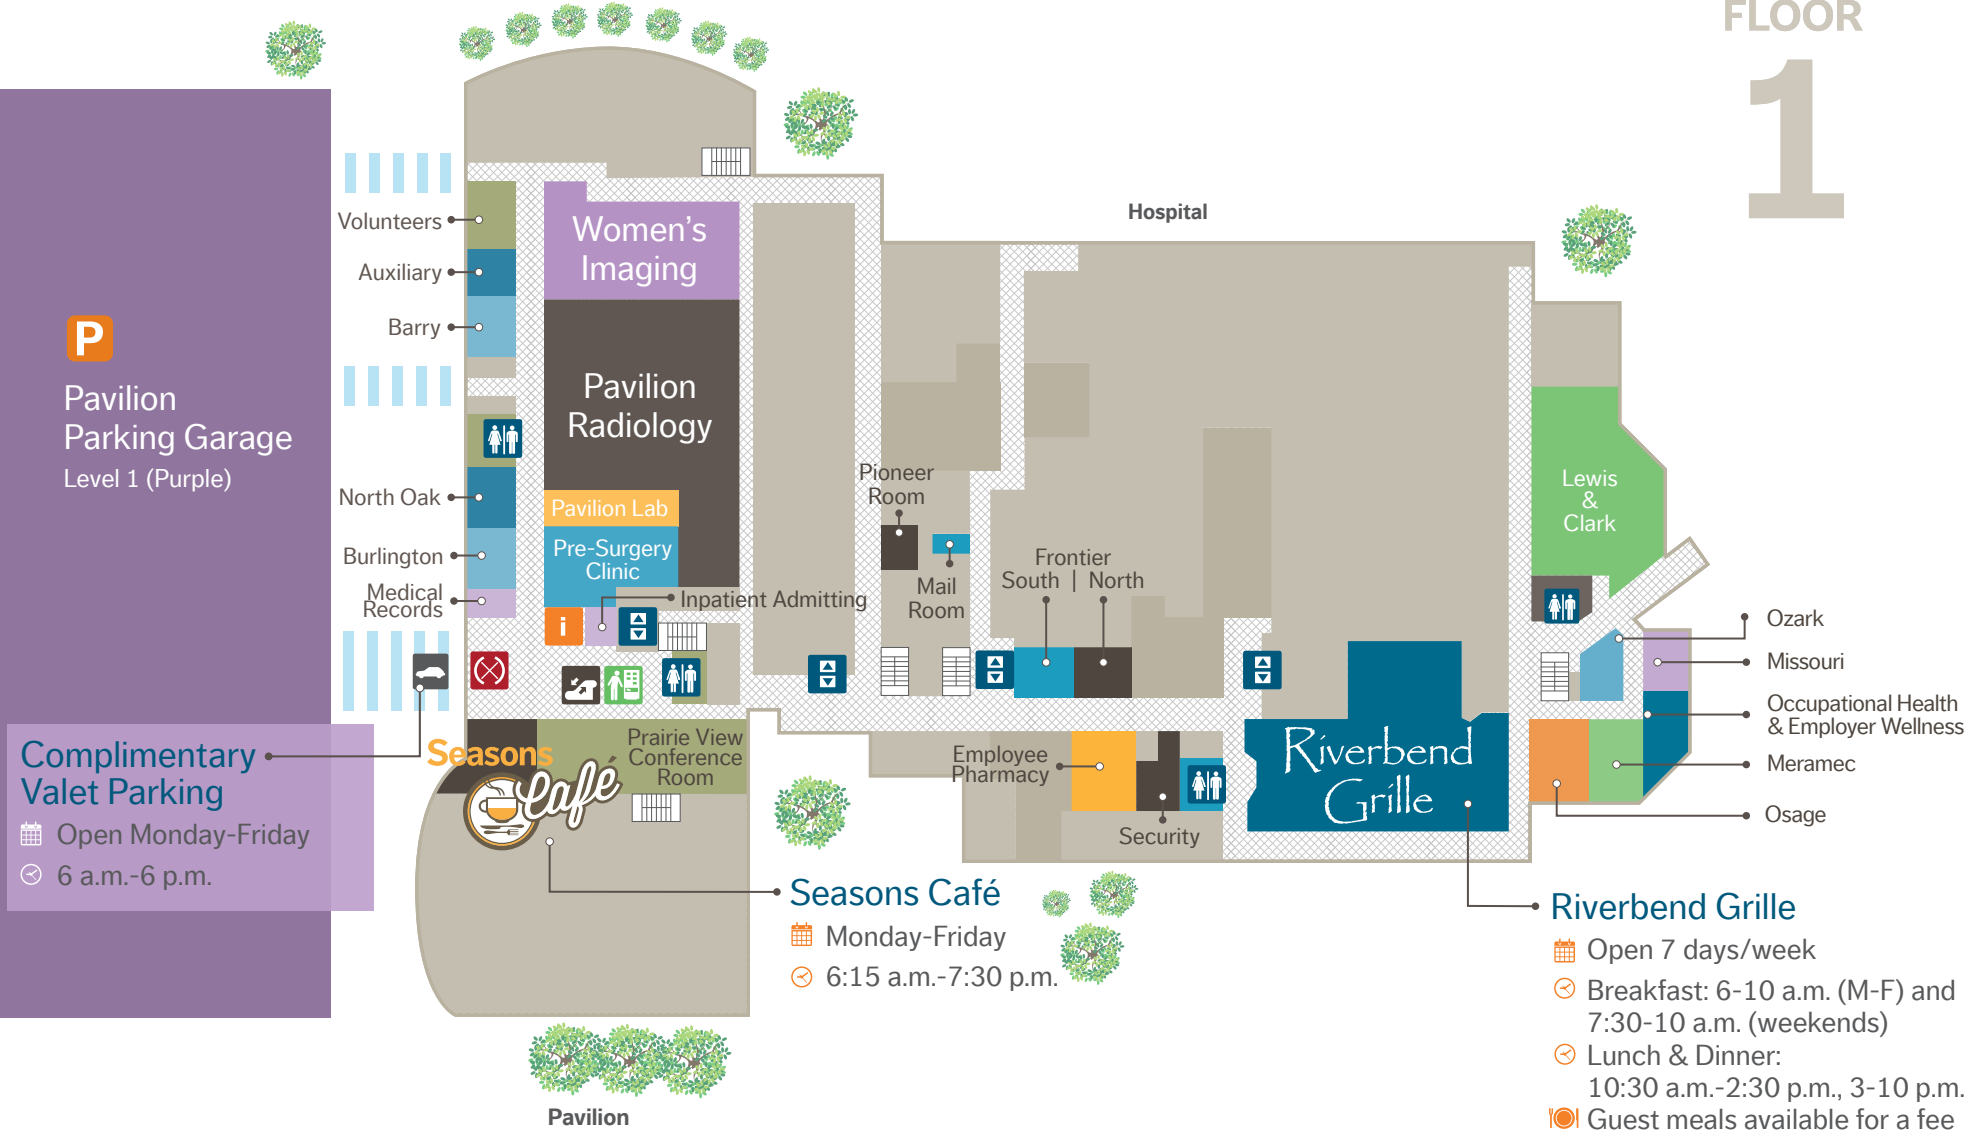 FLOOR
1
Hospital
Volunteers
Auxiliary
Barry
North Oak
Burlington
Medical
Records
P
Pavilion
Parking Garage
Level 1 (Purple)
Women's
Imaging
Pavilion
Radiology
Pavilion Lab
Pre-Surgery
Clinic
i
Inpatient Admitting
Pioneer
Room
Mail
Room
Frontier
South | North
Lewis
&
Clark
Ozark
Missouri
Occupational Health
& Employer Wellness
Meramec
Osage
Complimentary
Valet Parking
Open Monday-Friday
6 a.m.-6 p.m.
Seasons
Café
Prairie View
Conference
Room
Employee
Pharmacy
Security
Riverbend
Grille
Seasons Café
Monday-Friday
6:15 a.m.-7:30 p.m.
Riverbend Grille
Open 7 days/week
Breakfast: 6-10 a.m. (M-F) and
7:30-10 a.m. (weekends)
Lunch & Dinner:
10:30 a.m.-2:30 p.m., 3-10 p.m.
Guest meals available for a fee
Pavilion